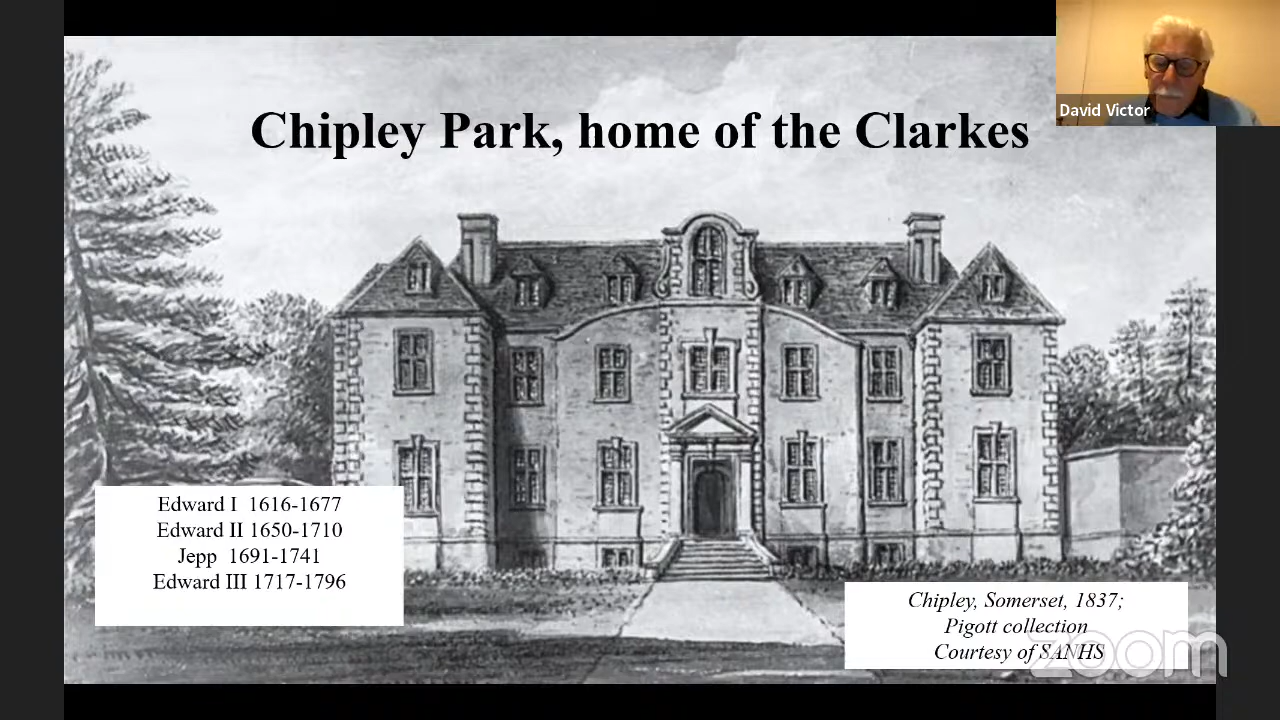 David Victor
Chipley Park, home of the Clarkes
Edward I 1616-1677
Edward II 1650-1710
Jepp 1691-1741
Edward III 1717-1796
Chipley, Somerset, 1837;
Pigott collection
Courtesy of SANHS
zoom